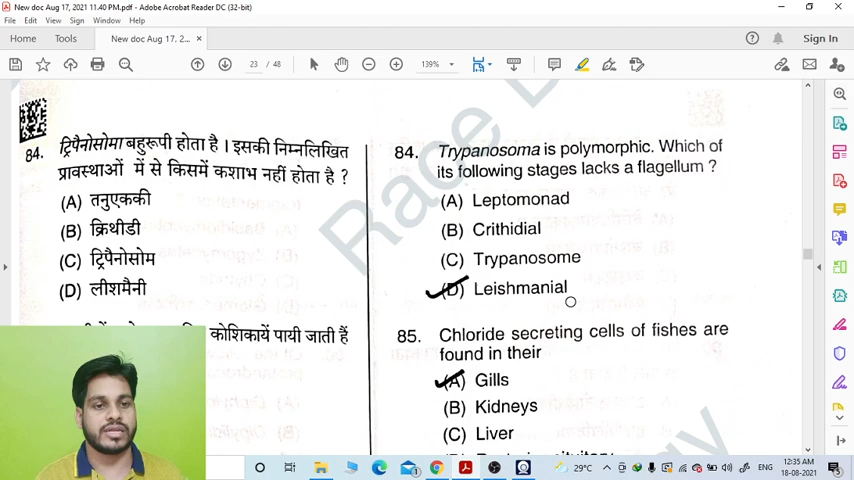 New doc Aug 17, 2021 11.40 PM.pdf - Adobe Acrobat Reader DC (32-bit)
File Edit View Sign Window Help
Home Tools New doc Aug 17, 2... × Sign In
23 / 48 139%
84. ट्रिपैनोसोमा बहुरूपी होता है । इसकी निम्नलिखित
प्रावस्थाओं में से किसमें कशाभ नहीं होता है ?
(A) तनुएककी
(B) क्रिथीडी
(C) ट्रिपैनोसोम
(D) लीशमैनी
कोशिकायें पायी जाती हैं
84. Trypanosoma is polymorphic. Which of
its following stages lacks a flagellum ?
(A) Leptomonad
(B) Crithidial
(C) Trypanosome
(D) Leishmanial
85. Chloride secreting cells of fishes are
found in their
(A) Gills
(B) Kidneys
(C) Liver
Race
29°C ENG 12:35 AM
18-08-2021